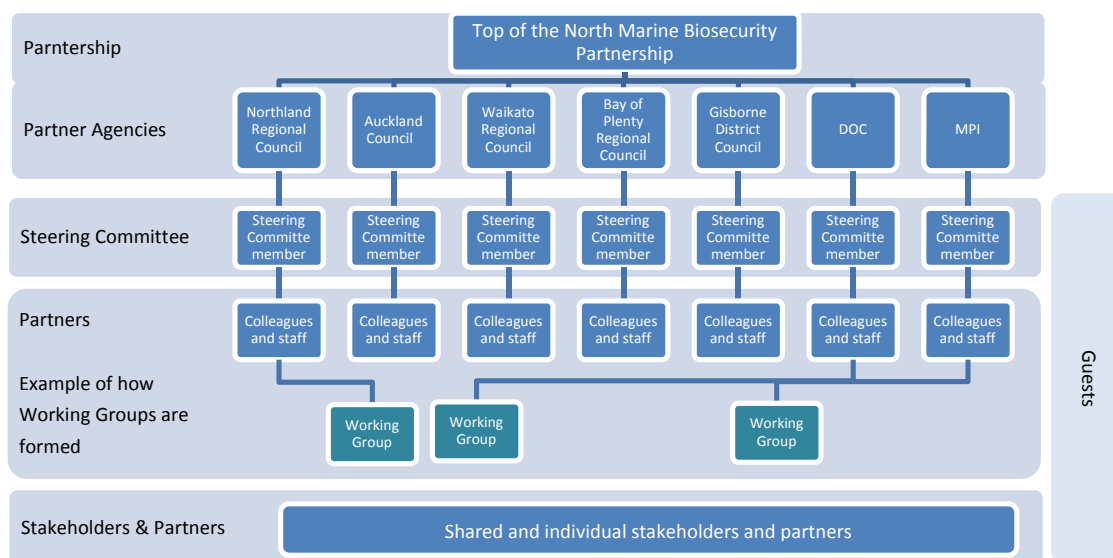 Parntership
Top of the North Marine Biosecurity
Partnership
Partner Agencies
Northland
Regional
Council
Auckland
Council
Waikato
Regional
Council
Bay of
Plenty
Regional
Council
Gisborne
District
Council
DOC
MPI
Steering Committee
Steering
Committe
member
Steering
Committe
member
Steering
Committe
member
Steering
Committe
member
Steering
Committe
member
Steering
Committe
member
Steering
Committe
member
Partners
Colleagues
and staff
Colleagues
and staff
Colleagues
and staff
Colleagues
and staff
Colleagues
and staff
Colleagues
and staff
Colleagues
and staff
Example of how
Working Groups are
formed
Working
Group
Working
Group
Working
Group
Guests
Stakeholders & Partners
Shared and individual stakeholders and partners